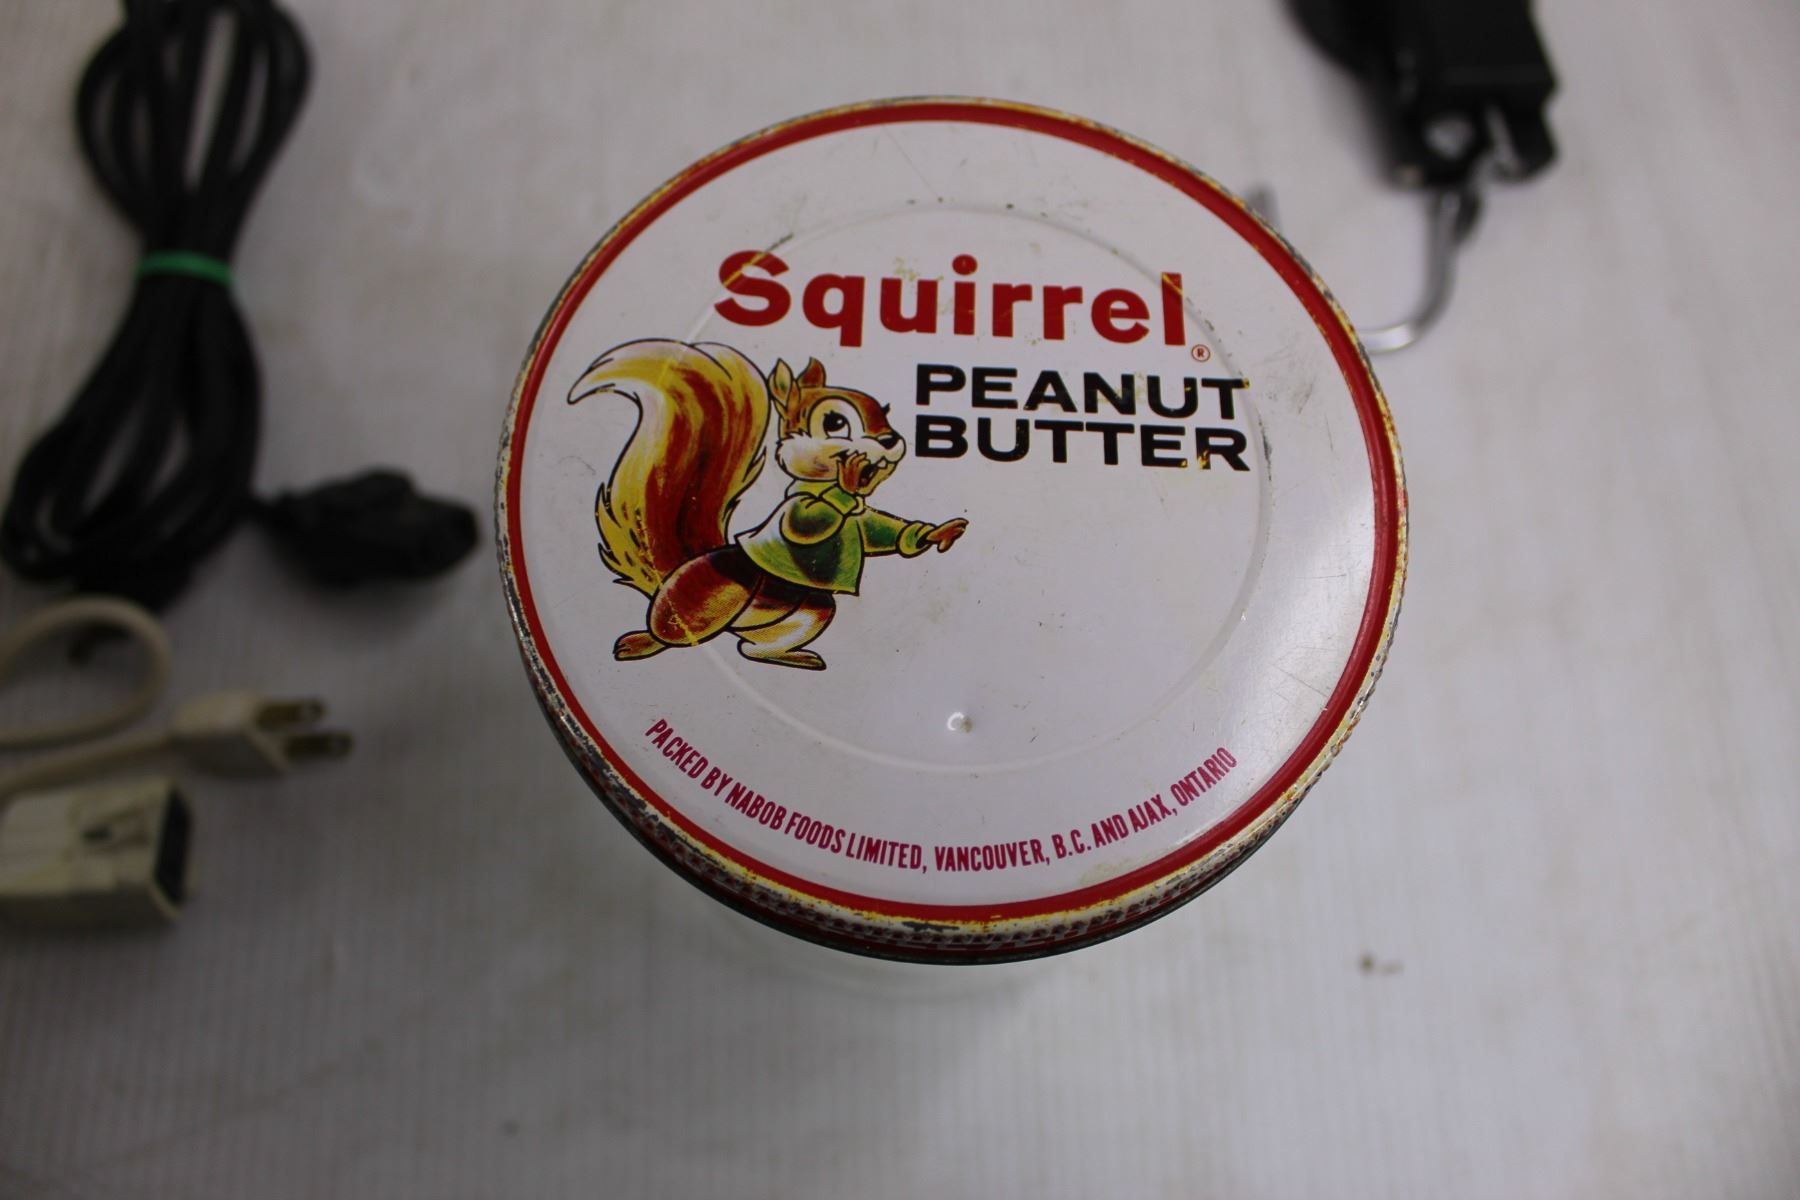 Squirrel®
PEANUT
BUTTER
PACKED BY NABOB FOODS LIMITED, VANCOUVER, B.C. AND AJAX, ONTARIO